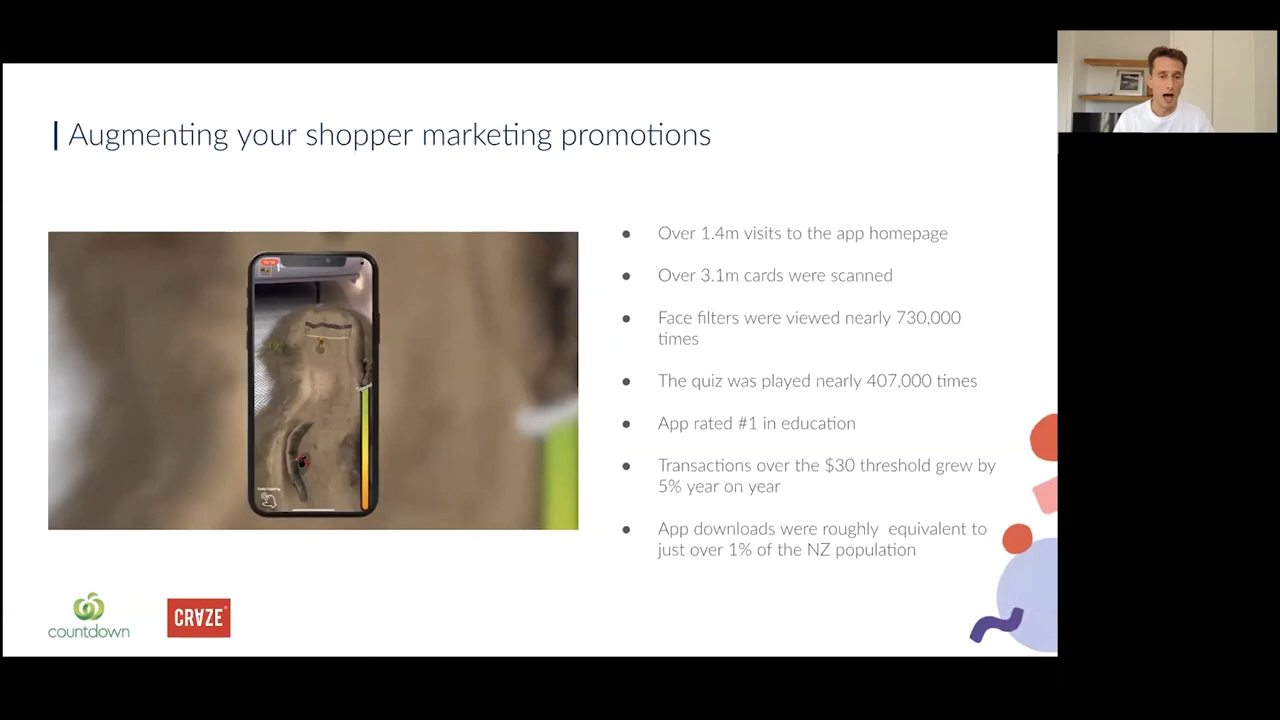 Augmenting your shopper marketing promotions
Over 1.4m visits to the app homepage
Over 3.1m cards were scanned
Face filters were viewed nearly 730,000
times
The quiz was played nearly 407,000 times
App rated #1 in education
Transactions over the $30 threshold grew by
5% year on year
App downloads were roughly equivalent to
just over 1% of the NZ population
countdown
CRAZE